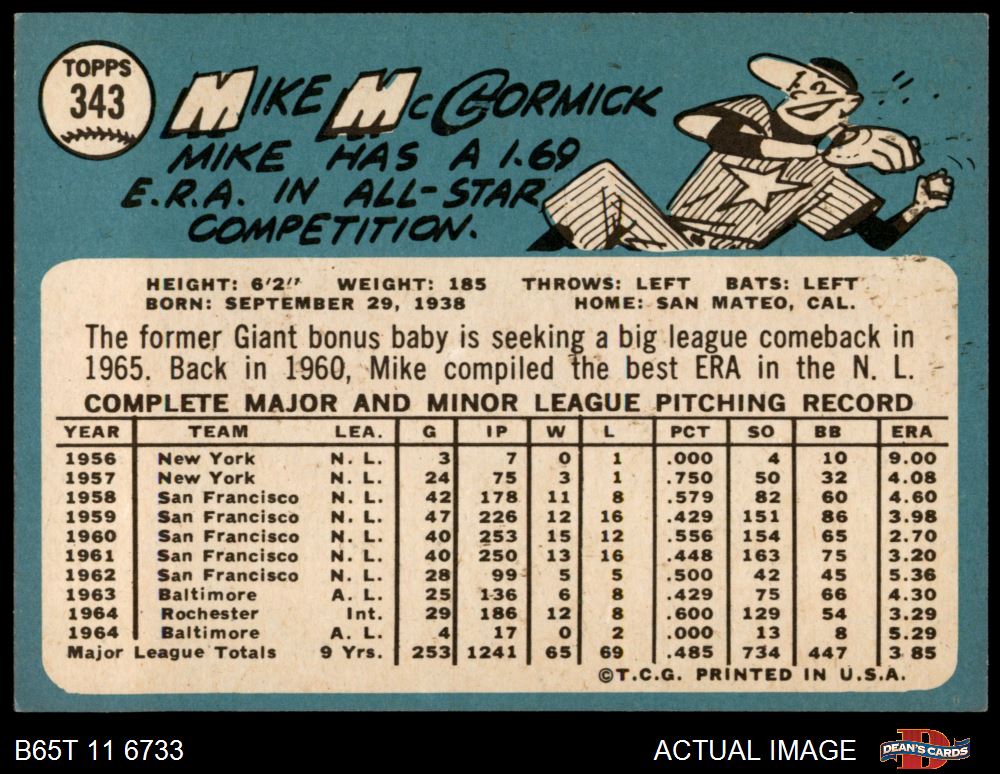 TOPPS
343
MIKE McCORMICK
MIKE HAS A 1.69
E.R.A. IN ALL-STAR
COMPETITION.
HEIGHT: 6'2" WEIGHT: 185 THROWS: LEFT BATS: LEFT
BORN: SEPTEMBER 29, 1938 HOME: SAN MATEO, CAL.
The former Giant bonus baby is seeking a big league comeback in
1965. Back in 1960, Mike compiled the best ERA in the N. L.
COMPLETE MAJOR AND MINOR LEAGUE PITCHING RECORD
YEAR TEAM LEA. G IP W L PCT SO BB ERA
1956 New York N. L. 3 7 0 1 .000 4 10 9.00
1957 New York N. L. 24 75 3 1 .750 50 32 4.08
1958 San Francisco N. L. 42 178 11 8 .579 82 60 4.60
1959 San Francisco N. L. 47 226 12 16 .429 151 86 3.98
1960 San Francisco N. L. 40 253 15 12 .556 154 65 2.70
1961 San Francisco N. L. 40 250 13 16 .448 163 75 3.20
1962 San Francisco N. L. 28 99 5 5 .500 42 45 5.36
1963 Baltimore A. L. 25 136 6 8 .429 75 66 4.30
1964 Rochester Int. 29 186 12 8 .600 129 54 3.29
1964 Baltimore A. L. 4 17 0 2 .000 13 8 5.29
Major League Totals 9 Yrs. 253 1241 65 69 .485 734 447 3.85
©T.C.G. PRINTED IN U.S.A.
B65T 11 6733 ACTUAL IMAGE DEAN'S CARDS